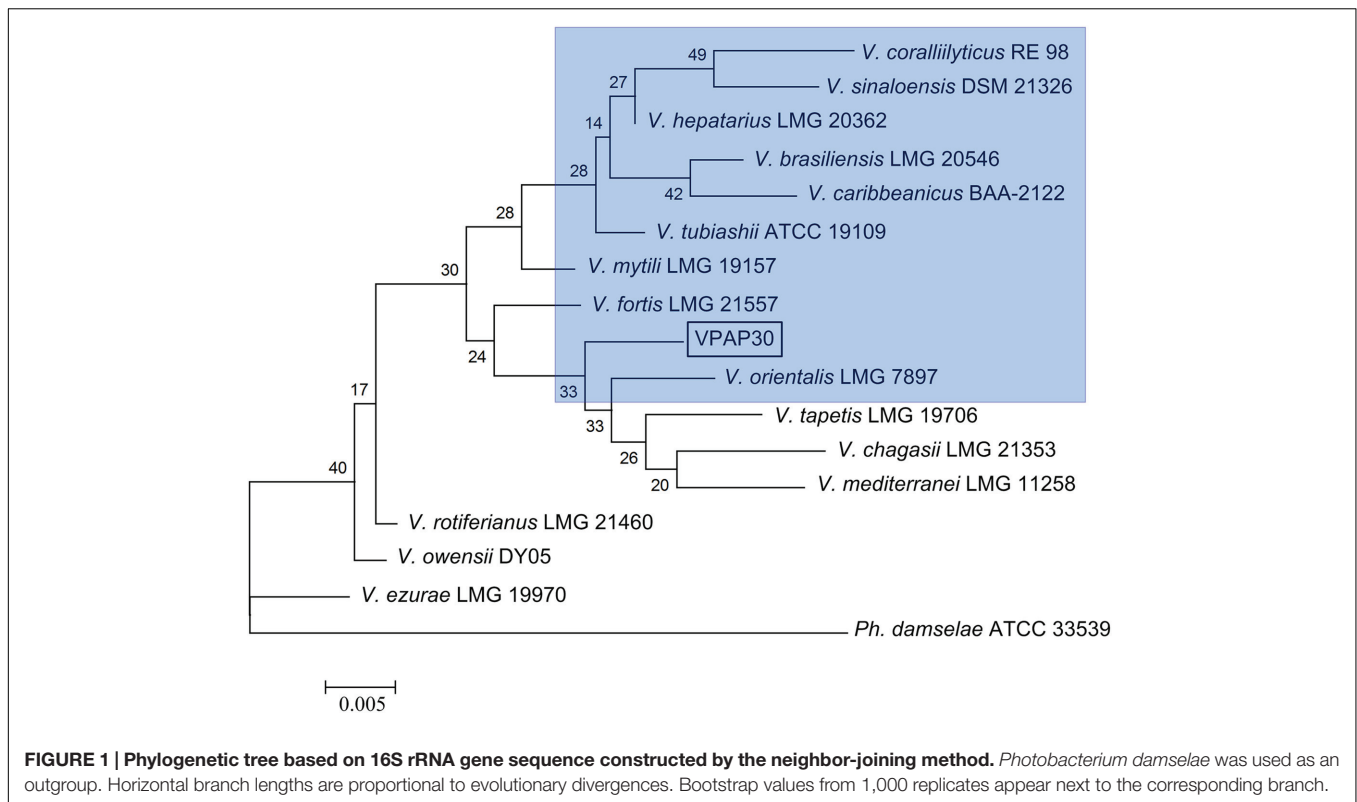 49
V. coralliilyticus RE 98
27
V. sinaloensis DSM 21326
14
V. hepatarius LMG 20362
28
V. brasiliensis LMG 20546
42
V. caribbeanicus BAA-2122
28
V. tubiashii ATCC 19109
30
V. mytili LMG 19157
V. fortis LMG 21557
24
VPAP30
33
V. orientalis LMG 7897
17
33
V. tapetis LMG 19706
26
V. chagasii LMG 21353
40
20
V. mediterranei LMG 11258
V. rotiferianus LMG 21460
V. owensii DY05
V. ezurae LMG 19970
Ph. damselae ATCC 33539
0.005
FIGURE 1 | Phylogenetic tree based on 16S rRNA gene sequence constructed by the neighbor-joining method. Photobacterium damselae was used as an
outgroup. Horizontal branch lengths are proportional to evolutionary divergences. Bootstrap values from 1,000 replicates appear next to the corresponding branch.